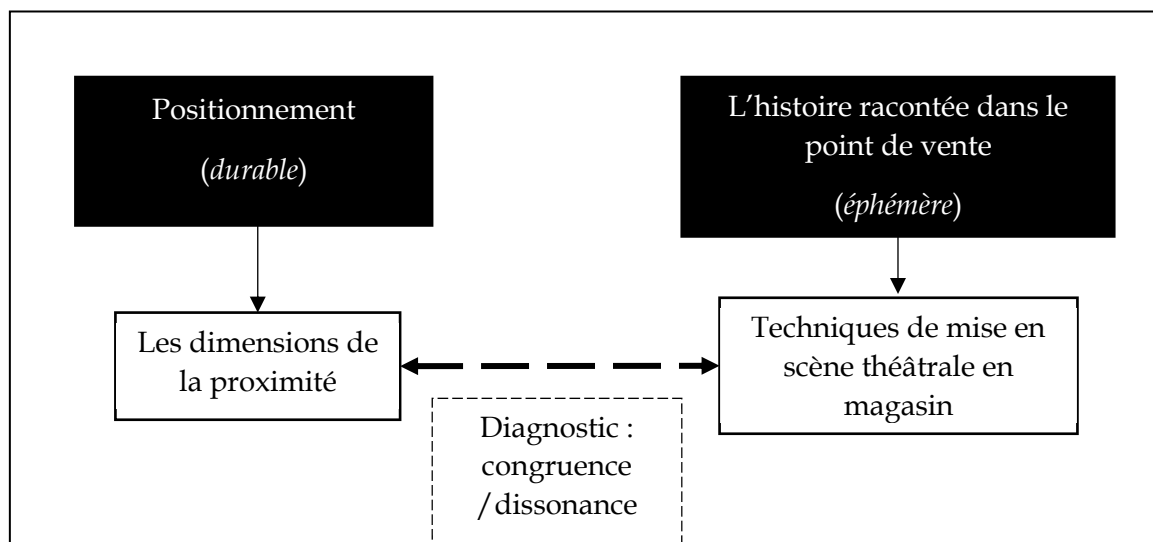 Positionnement
(durable)
L’histoire racontée dans le
point de vente
(éphémère)
Les dimensions de
la proximité
Techniques de mise en
scène théâtrale en
magasin
Diagnostic :
congruence
/dissonance